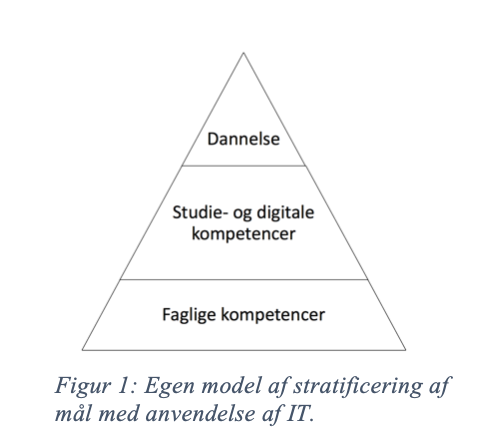 Dannelse
Studie- og digitale
kompetencer
Faglige kompetencer
Figur 1: Egen model af stratificering af
mål med anvendelse af IT.